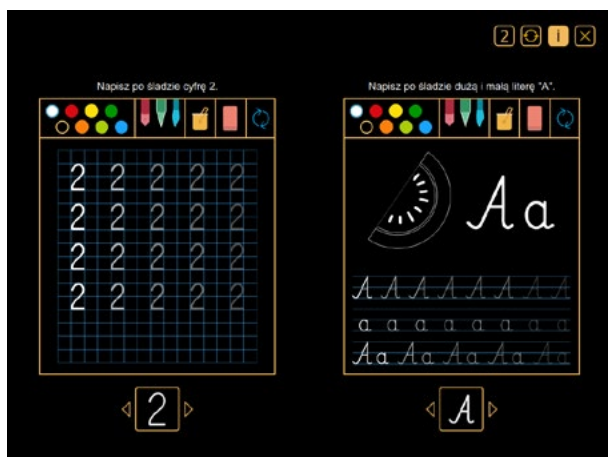 2 i
Napisz po śladzie cyfrę 2.
2 2 2 2 2
2 2 2 2 2
2 2 2 2 2
2 2 2 2 2
2
Napisz po śladzie dużą i małą literę "A".
A a
A A A A A A A A
a a a a a a a a
Aa Aa Aa Aa Aa
A